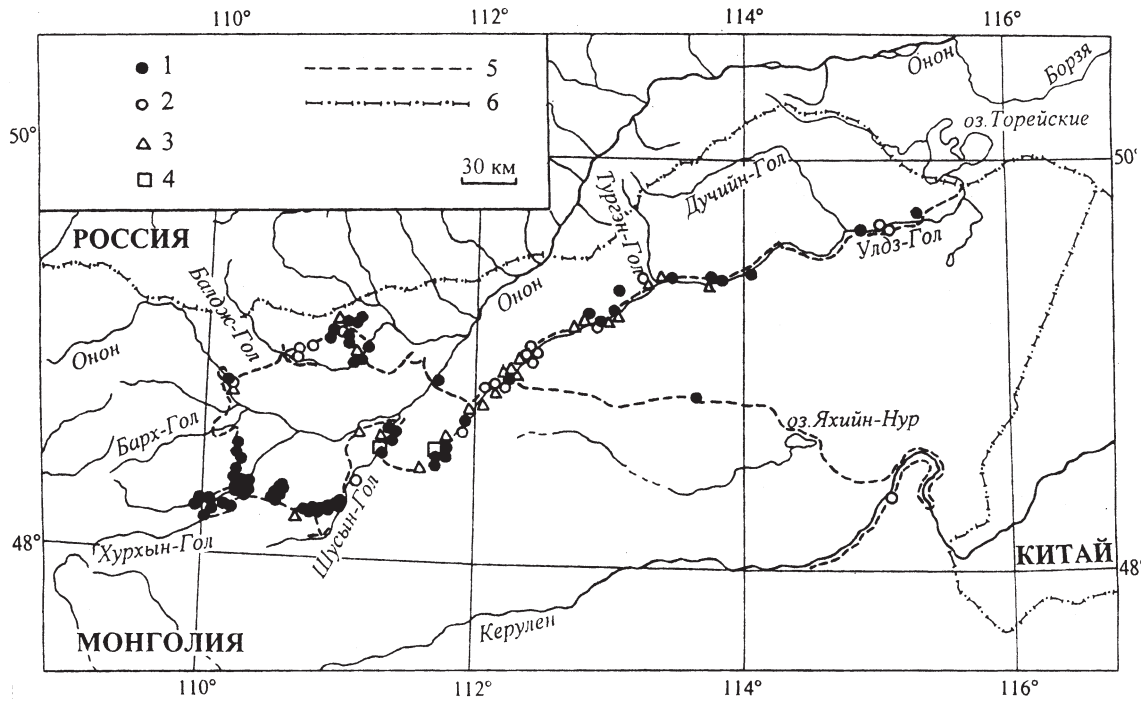 110° 112° 114° 116°
1 5
2 6
3
4
30 км
50°
50°
Онон
Борзя
оз.Торейские
Тургэн-Гол
Дучийн-Гол
РОССИЯ
Улдз-Гол
Балдж-Гол
Онон
Онон
Барх-Гол
оз.Яхийн-Нур
Шусын-Гол
48°
Хурхын-Гол
КИТАЙ
48°
МОНГОЛИЯ
Керулен
110° 112° 114° 116°